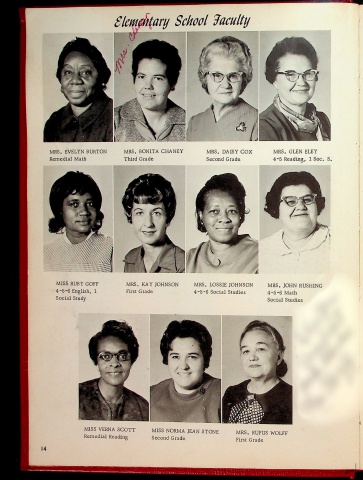 Elementary School Faculty
Mrs. Chaney
MRS. EVELYN BURTON
Remedial Math
MRS. BONITA CHANEY
Third Grade
MRS. DAISY COX
Second Grade
MRS. GLEN ELEY
4-5 Reading, 1 Soc. S.
MISS RUBY GOFF
4-5-6 English, 1
Social Study
MRS. KAY JOHNSON
First Grade
MRS. LOSSIE JOHNSON
4-5-6 Social Studies
MRS. JOHN RUSHING
4-5-6 Math
Social Studies
MISS VERNA SCOTT
Remedial Reading
MISS NORMA JEAN STONE
Second Grade
MRS. RUFUS WOLFF
First Grade
14